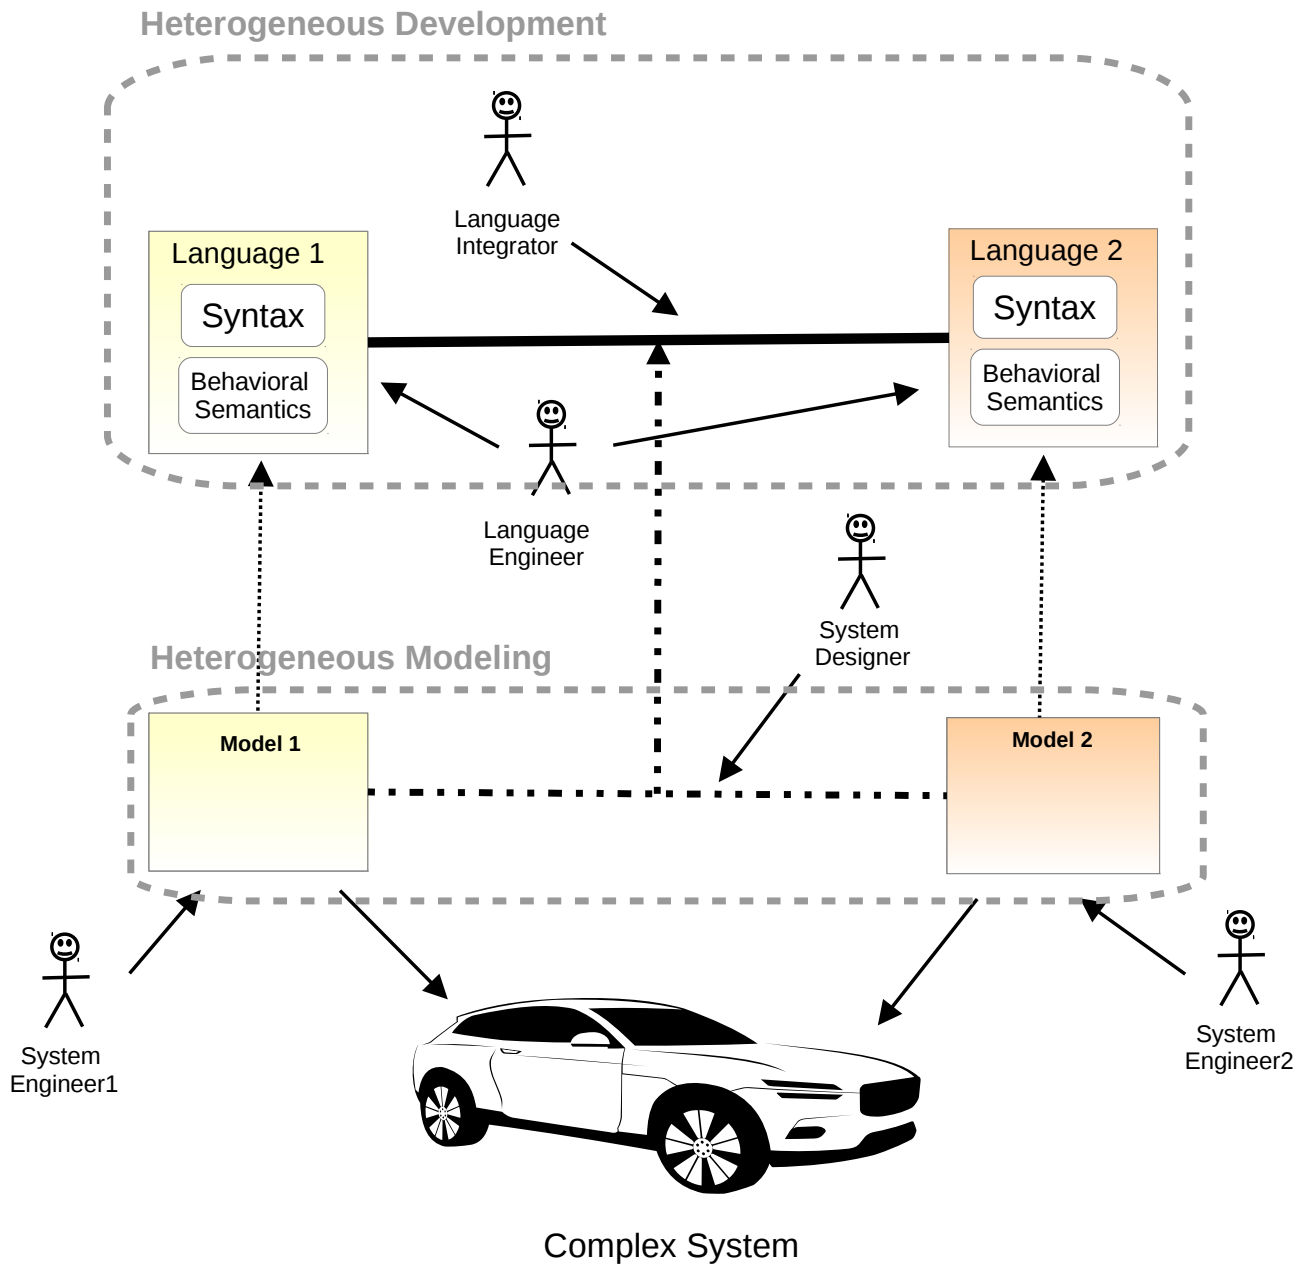 Heterogeneous Development
Language
Integrator
Language 1
Syntax
Behavioral
Semantics
Language 2
Syntax
Behavioral
Semantics
Language
Engineer
System
Designer
Heterogeneous Modeling
Model 1
Model 2
System
Engineer1
System
Engineer2
Complex System